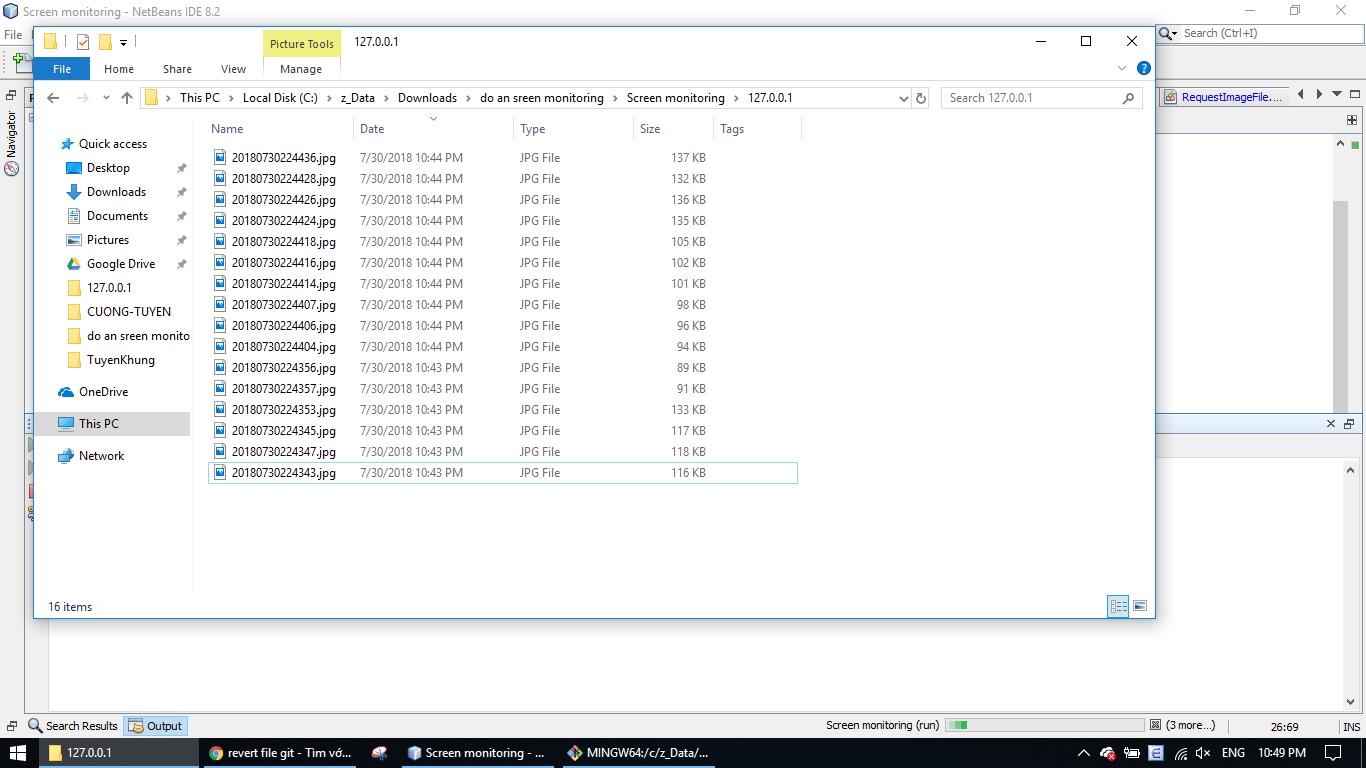 Screen monitoring - NetBeans IDE 8.2
File
Search (Ctrl+I)
Picture Tools
127.0.0.1
File Home Share View Manage
This PC Local Disk (C:) z_Data Downloads do an sreen monitoring Screen monitoring 127.0.0.1
Search 127.0.0.1
RequestImageFile....
Navigator
Quick access
Desktop
Downloads
Documents
Pictures
Google Drive
127.0.0.1
CUONG-TUYEN
do an sreen monito
TuyenKhung
OneDrive
This PC
Network
Name Date Type Size Tags
20180730224436.jpg 7/30/2018 10:44 PM JPG File 137 KB
20180730224428.jpg 7/30/2018 10:44 PM JPG File 132 KB
20180730224426.jpg 7/30/2018 10:44 PM JPG File 136 KB
20180730224424.jpg 7/30/2018 10:44 PM JPG File 135 KB
20180730224418.jpg 7/30/2018 10:44 PM JPG File 105 KB
20180730224416.jpg 7/30/2018 10:44 PM JPG File 102 KB
20180730224414.jpg 7/30/2018 10:44 PM JPG File 101 KB
20180730224407.jpg 7/30/2018 10:44 PM JPG File 98 KB
20180730224406.jpg 7/30/2018 10:44 PM JPG File 96 KB
20180730224404.jpg 7/30/2018 10:44 PM JPG File 94 KB
20180730224356.jpg 7/30/2018 10:43 PM JPG File 89 KB
20180730224357.jpg 7/30/2018 10:43 PM JPG File 91 KB
20180730224353.jpg 7/30/2018 10:43 PM JPG File 133 KB
20180730224345.jpg 7/30/2018 10:43 PM JPG File 117 KB
20180730224347.jpg 7/30/2018 10:43 PM JPG File 118 KB
20180730224343.jpg 7/30/2018 10:43 PM JPG File 116 KB
16 items
Search Results Output Screen monitoring (run) (3 more...) 26:69 INS
127.0.0.1 revert file git - Tìm vớ... Screen monitoring - ... MINGW64:/c/z_Data/... ENG 10:49 PM